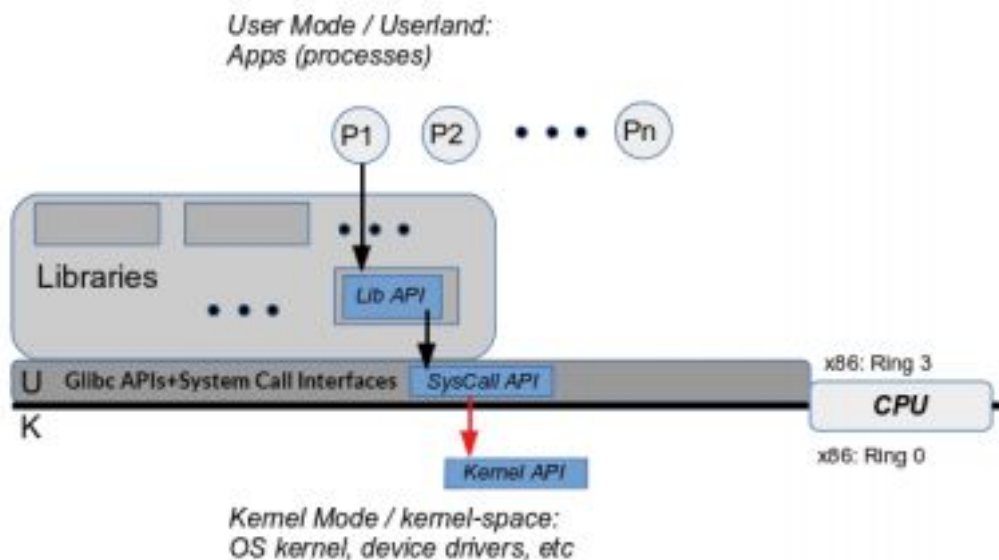 User Mode / Userland:
Apps (processes)
P1
P2
Pn
Libraries
Lib API
x86: Ring 3
U Glibc APIs+System Call Interfaces SysCall API
CPU
K
x86: Ring 0
Kernel API
Kernel Mode / kernel-space:
OS kernel, device drivers, etc